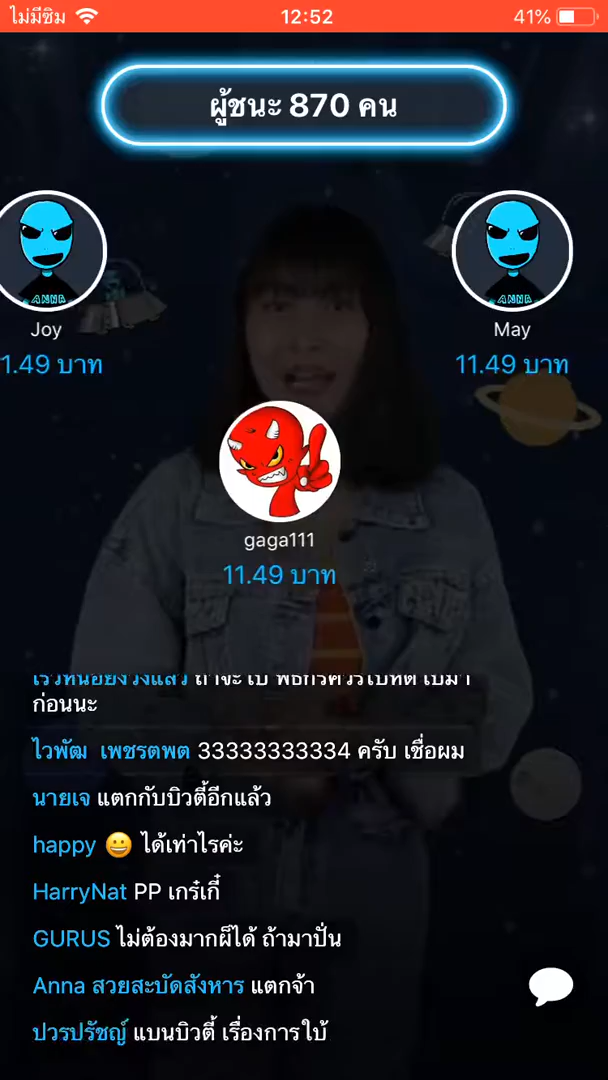 ไม่มีซิม
12:52
41%
ผู้ชนะ 870 คน
ANNA
ANNA
Joy
May
1.49 บาท
11.49 บาท
gaga111
11.49 บาท
ก่อนนะ
ไวพัฒ เพชรตพต 33333333334 ครับ เชื่อผม
นายเจ แตกกับบิวตี้อีกแล้ว
happy 😀 ได้เท่าไรค่ะ
HarryNat PP เกร๋เกี๋
GURUS ไม่ต้องมากผ็ได้ ถ้ามาปั่น
Anna สวยสะบัดสังหาร แตกจ้า
ปวรปรัชญ์ แบนบิวตี้ เรื่องการใบ้